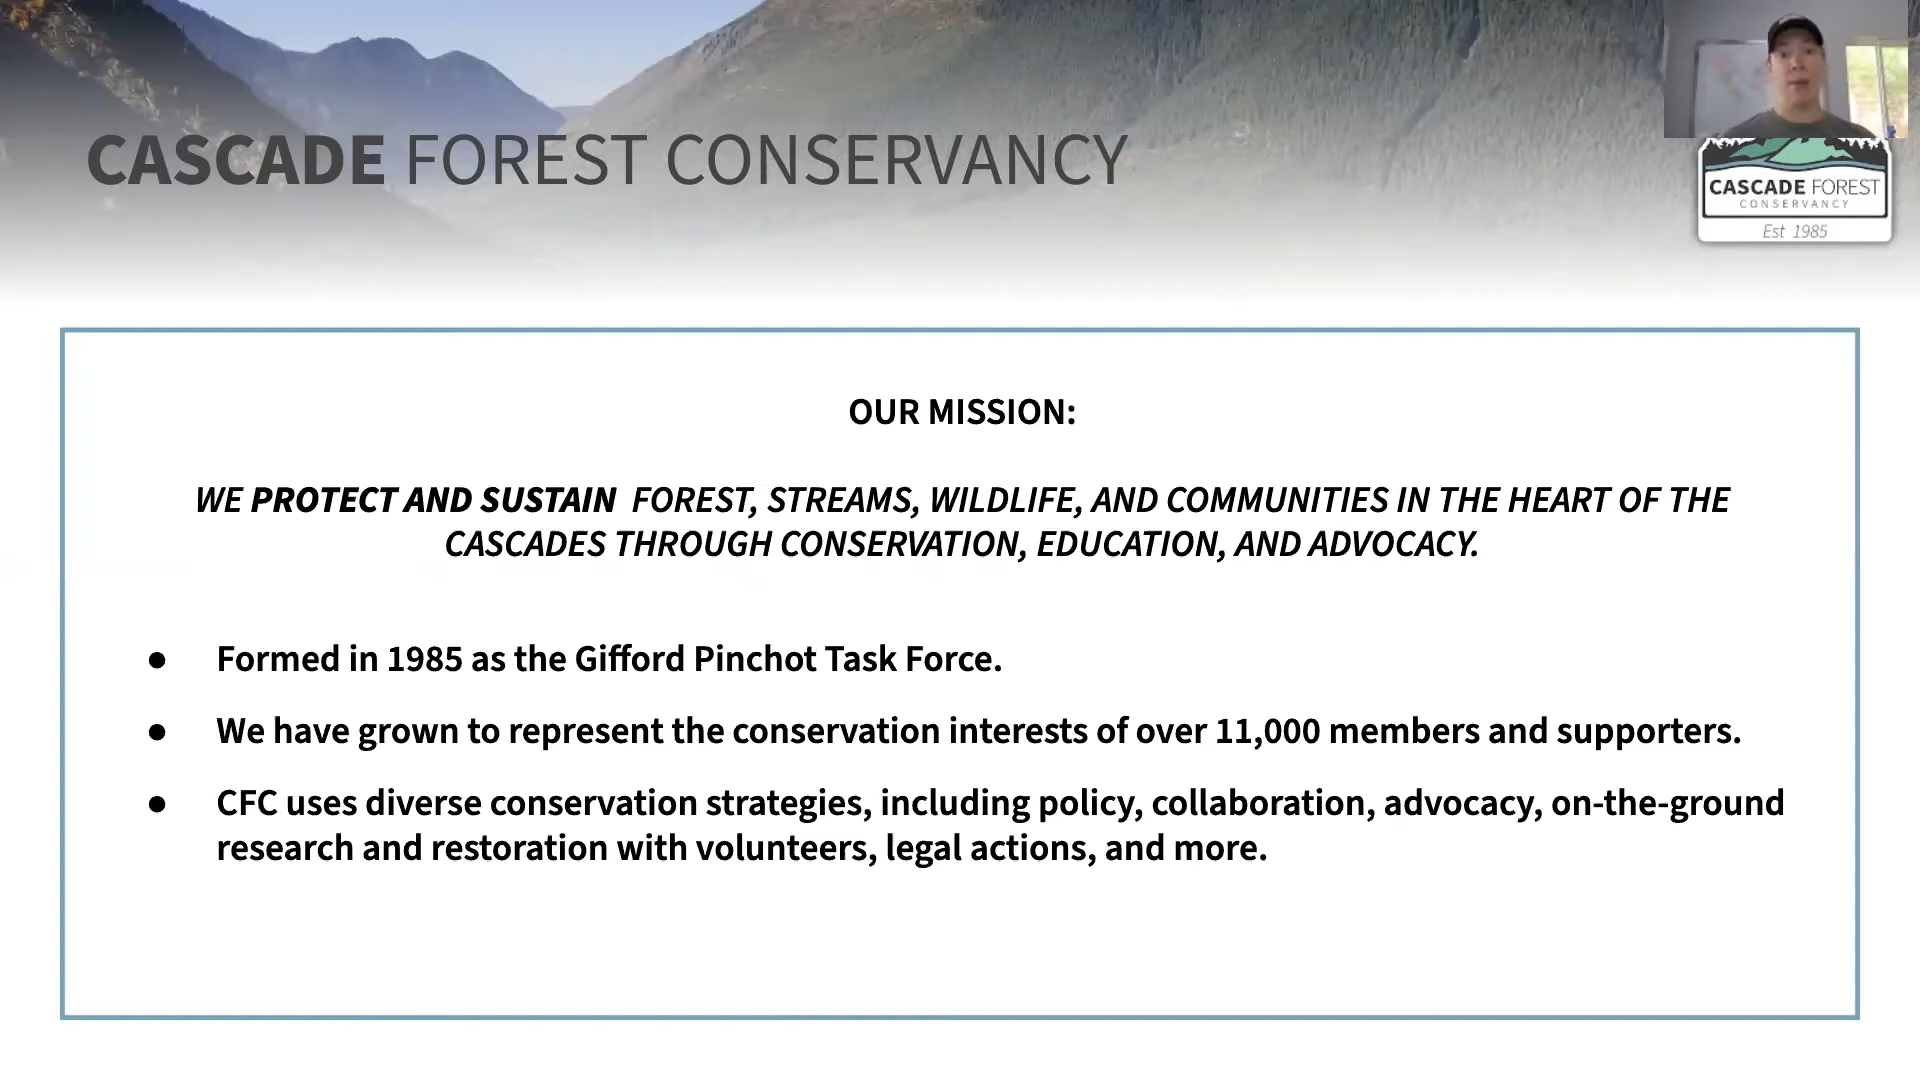 CASCADE FOREST CONSERVANCY
CASCADE FOREST
CONSERVANCY
Est 1985
OUR MISSION:
WE PROTECT AND SUSTAIN FOREST, STREAMS, WILDLIFE, AND COMMUNITIES IN THE HEART OF THE
CASCADES THROUGH CONSERVATION, EDUCATION, AND ADVOCACY.
● Formed in 1985 as the Gifford Pinchot Task Force.
● We have grown to represent the conservation interests of over 11,000 members and supporters.
● CFC uses diverse conservation strategies, including policy, collaboration, advocacy, on-the-ground
research and restoration with volunteers, legal actions, and more.